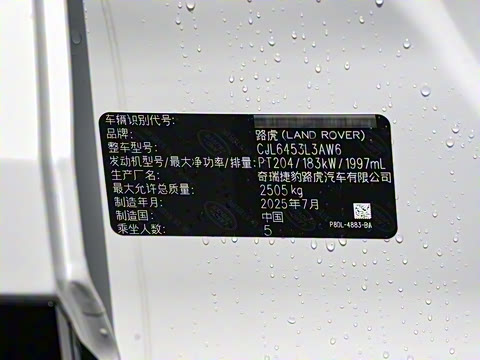 车辆识别代号:
品牌: 路虎 (LAND ROVER)
整车型号: CJL6453L3AW6
发动机型号/最大净功率/排量: PT204/183kW/1997mL
生产厂名: 奇瑞捷豹路虎汽车有限公司
最大允许总质量: 2505 kg
制造年月: 2025年7月
制造国: 中国
乘坐人数: 5
P8DL-4883-BA